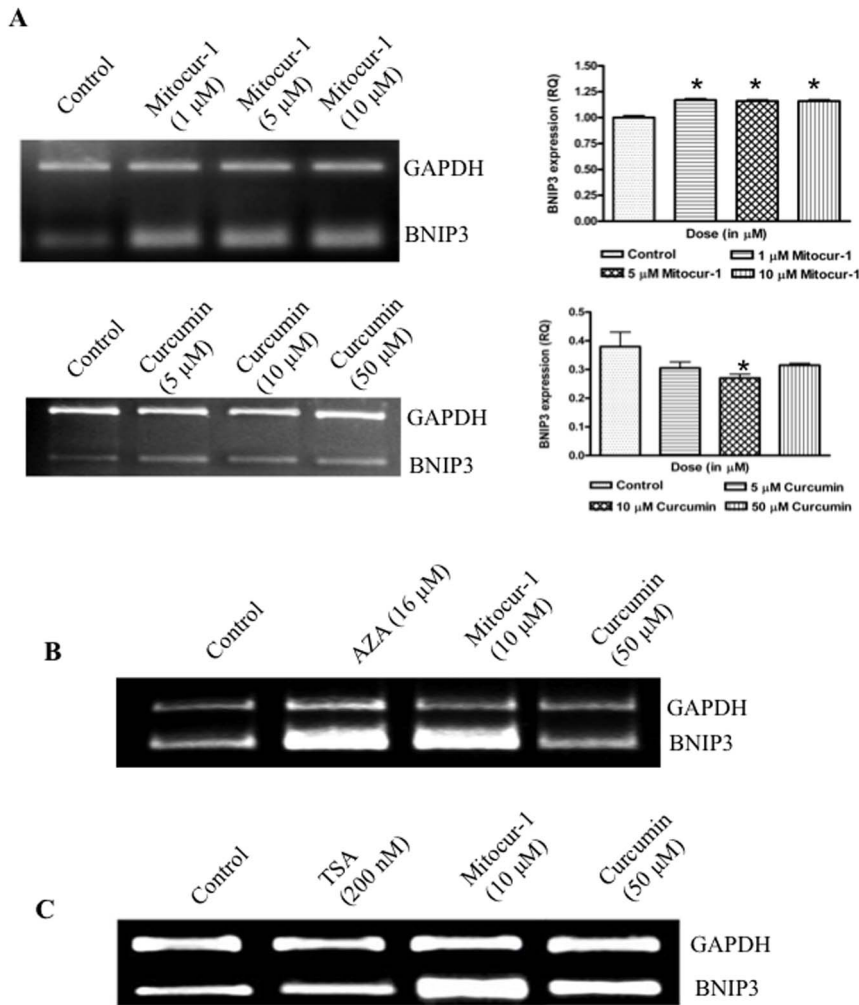 A
Control
Mitocur-1
(1 µM)
Mitocur-1
(5 µM)
Mitocur-1
(10 µM)
GAPDH
BNIP3
BNIP3 expression (RQ)
1.50
1.25
1.00
0.75
0.50
0.25
0.00
* * *
Dose (in µM)
Control
1 µM Mitocur-1
5 µM Mitocur-1
10 µM Mitocur-1
Control
Curcumin
(5 µM)
Curcumin
(10 µM)
Curcumin
(50 µM)
GAPDH
BNIP3
BNIP3 expression (RQ)
0.5
0.4
0.3
0.2
0.1
0.0
*
Dose (in µM)
Control
5 µM Curcumin
10 µM Curcumin
50 µM Curcumin
B
Control
AZA (16 µM)
Mitocur-1
(10 µM)
Curcumin
(50 µM)
GAPDH
BNIP3
C
Control
TSA
(200 nM)
Mitocur-1
(10 µM)
Curcumin
(50 µM)
GAPDH
BNIP3